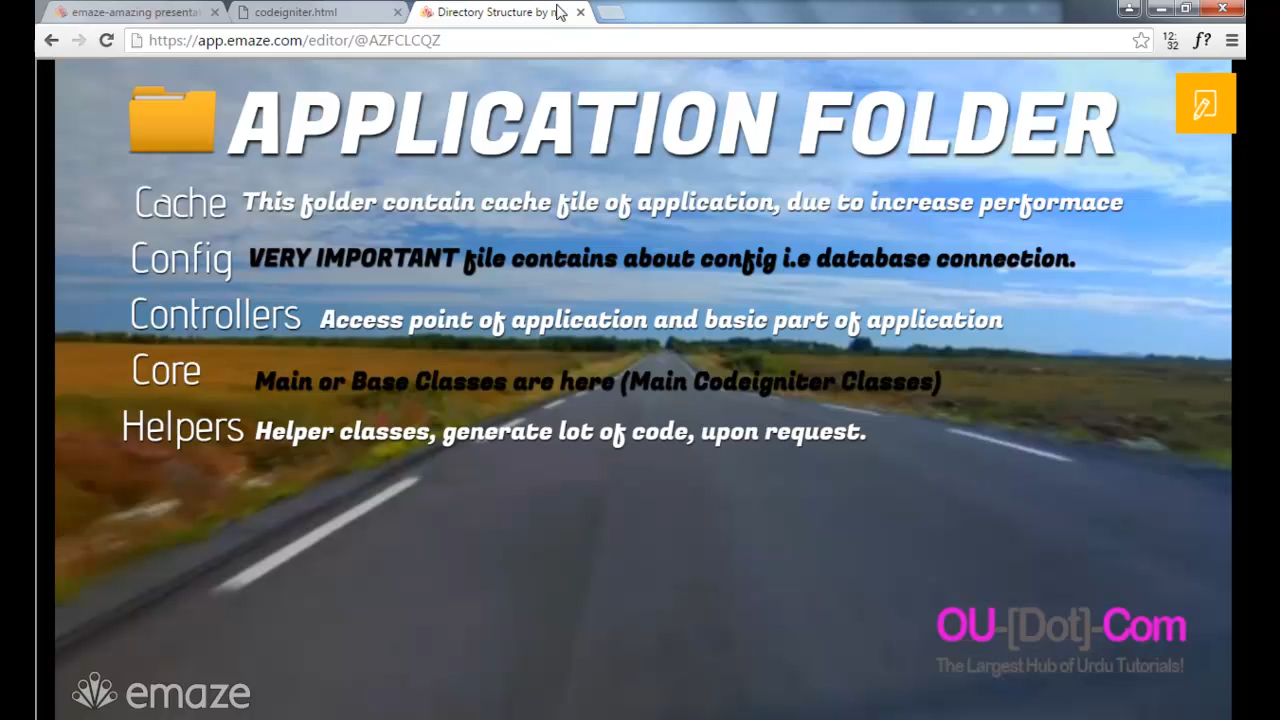 emaze-amazing presenta
codeigniter.html
Directory Structure by
https://app.emaze.com/editor/@AZFCLCQZ
12:
32
f?
APPLICATION FOLDER
Cache This folder contain cache file of application, due to increase performace
Config VERY IMPORTANT file contains about config i.e database connection.
Controllers Access point of application and basic part of application
Core Main or Base Classes are here (Main Codeigniter Classes)
Helpers Helper classes, generate lot of code, upon request.
OU-[Dot]-Com
The Largest Hub of Urdu Tutorials!
emaze